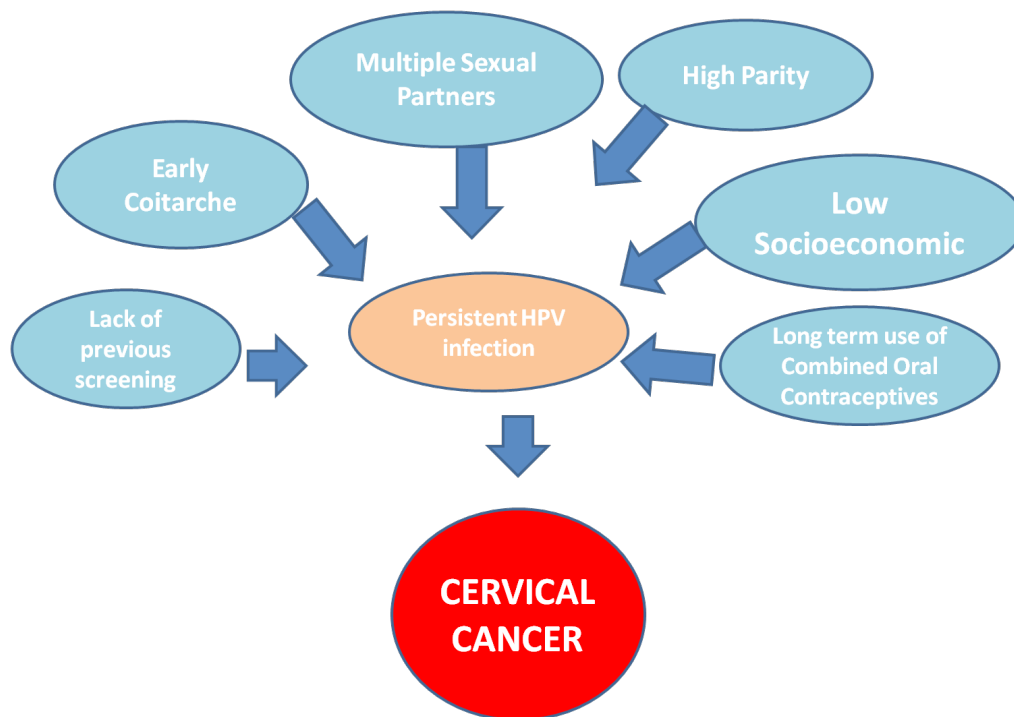 Multiple Sexual
Partners
High Parity
Early
Coitarche
Low
Socioeconomic
Lack of
previous
screening
Persistent HPV
infection
Long term use of
Combined Oral
Contraceptives
CERVICAL
CANCER